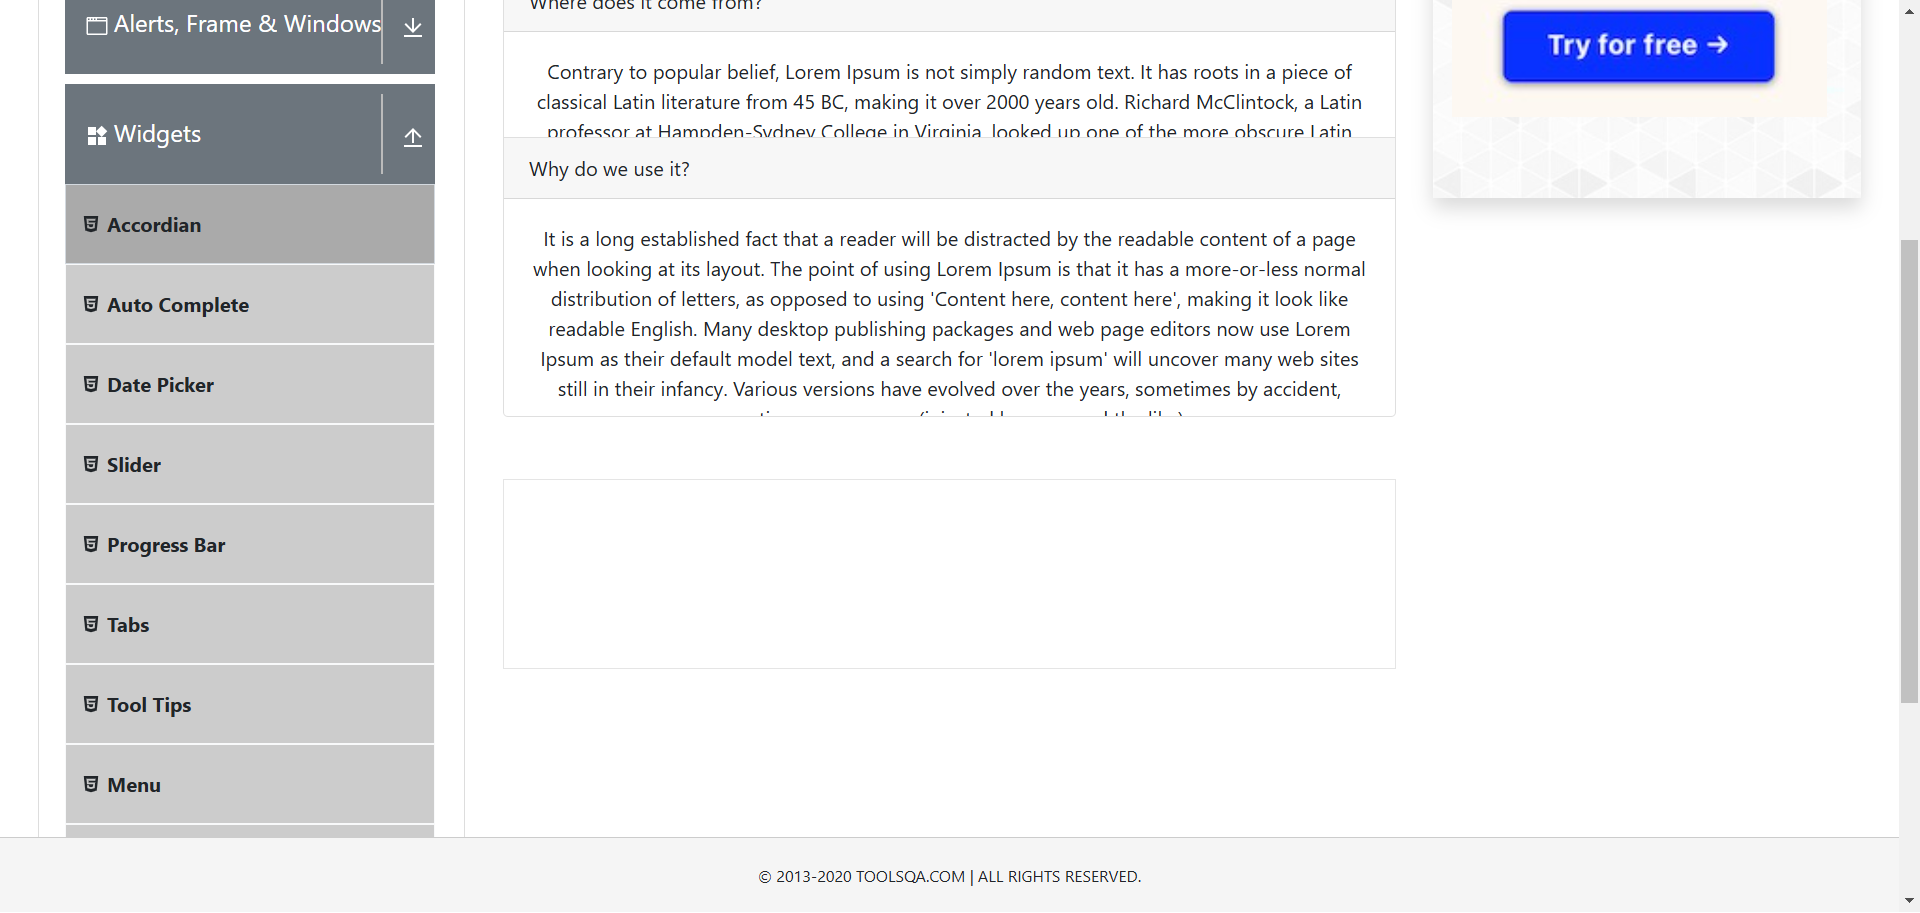 Alerts, Frame & Windows
Widgets
Accordian
Auto Complete
Date Picker
Slider
Progress Bar
Tabs
Tool Tips
Menu
Where does it come from?
Contrary to popular belief, Lorem Ipsum is not simply random text. It has roots in a piece of
classical Latin literature from 45 BC, making it over 2000 years old. Richard McClintock, a Latin
professor at Hampden-Sydney College in Virginia, looked up one of the more obscure Latin
Why do we use it?
It is a long established fact that a reader will be distracted by the readable content of a page
when looking at its layout. The point of using Lorem Ipsum is that it has a more-or-less normal
distribution of letters, as opposed to using 'Content here, content here', making it look like
readable English. Many desktop publishing packages and web page editors now use Lorem
Ipsum as their default model text, and a search for 'lorem ipsum' will uncover many web sites
still in their infancy. Various versions have evolved over the years, sometimes by accident,
Try for free →
© 2013-2020 TOOLSQA.COM | ALL RIGHTS RESERVED.